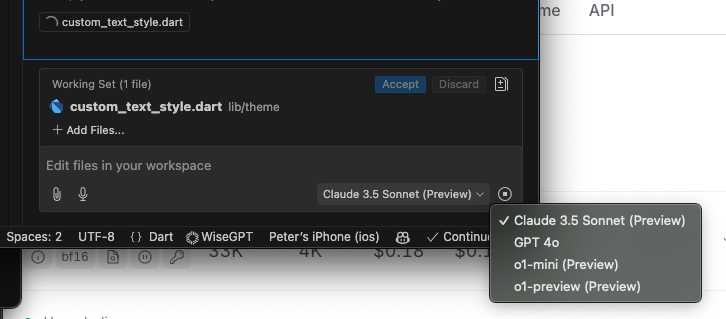 me API
custom_text_style.dart
Working Set (1 file) Accept Discard
custom_text_style.dart lib/theme
+ Add Files...
Edit files in your workspace
Claude 3.5 Sonnet (Preview)
✓ Claude 3.5 Sonnet (Preview)
GPT 4o
o1-mini (Preview)
o1-preview (Preview)
Spaces: 2 UTF-8 {} Dart WiseGPT Peter's iPhone (ios) ✓ Continue
bf16 33K 4K $0.18 $0.1